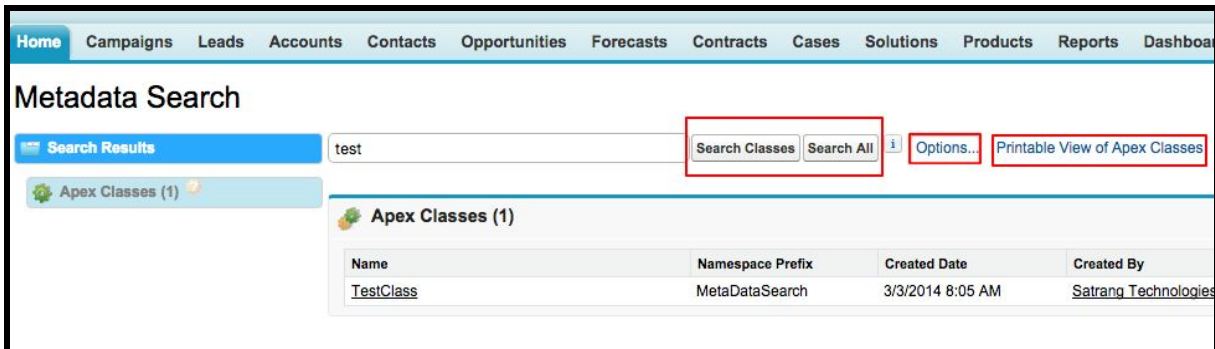 Home Campaigns Leads Accounts Contacts Opportunities Forecasts Contracts Cases Solutions Products Reports Dashboar
Metadata Search
Search Results
test Search Classes Search All i Options... Printable View of Apex Classes
Apex Classes (1)
Apex Classes (1)
Name Namespace Prefix Created Date Created By
TestClass MetaDataSearch 3/3/2014 8:05 AM Satrang Technologies